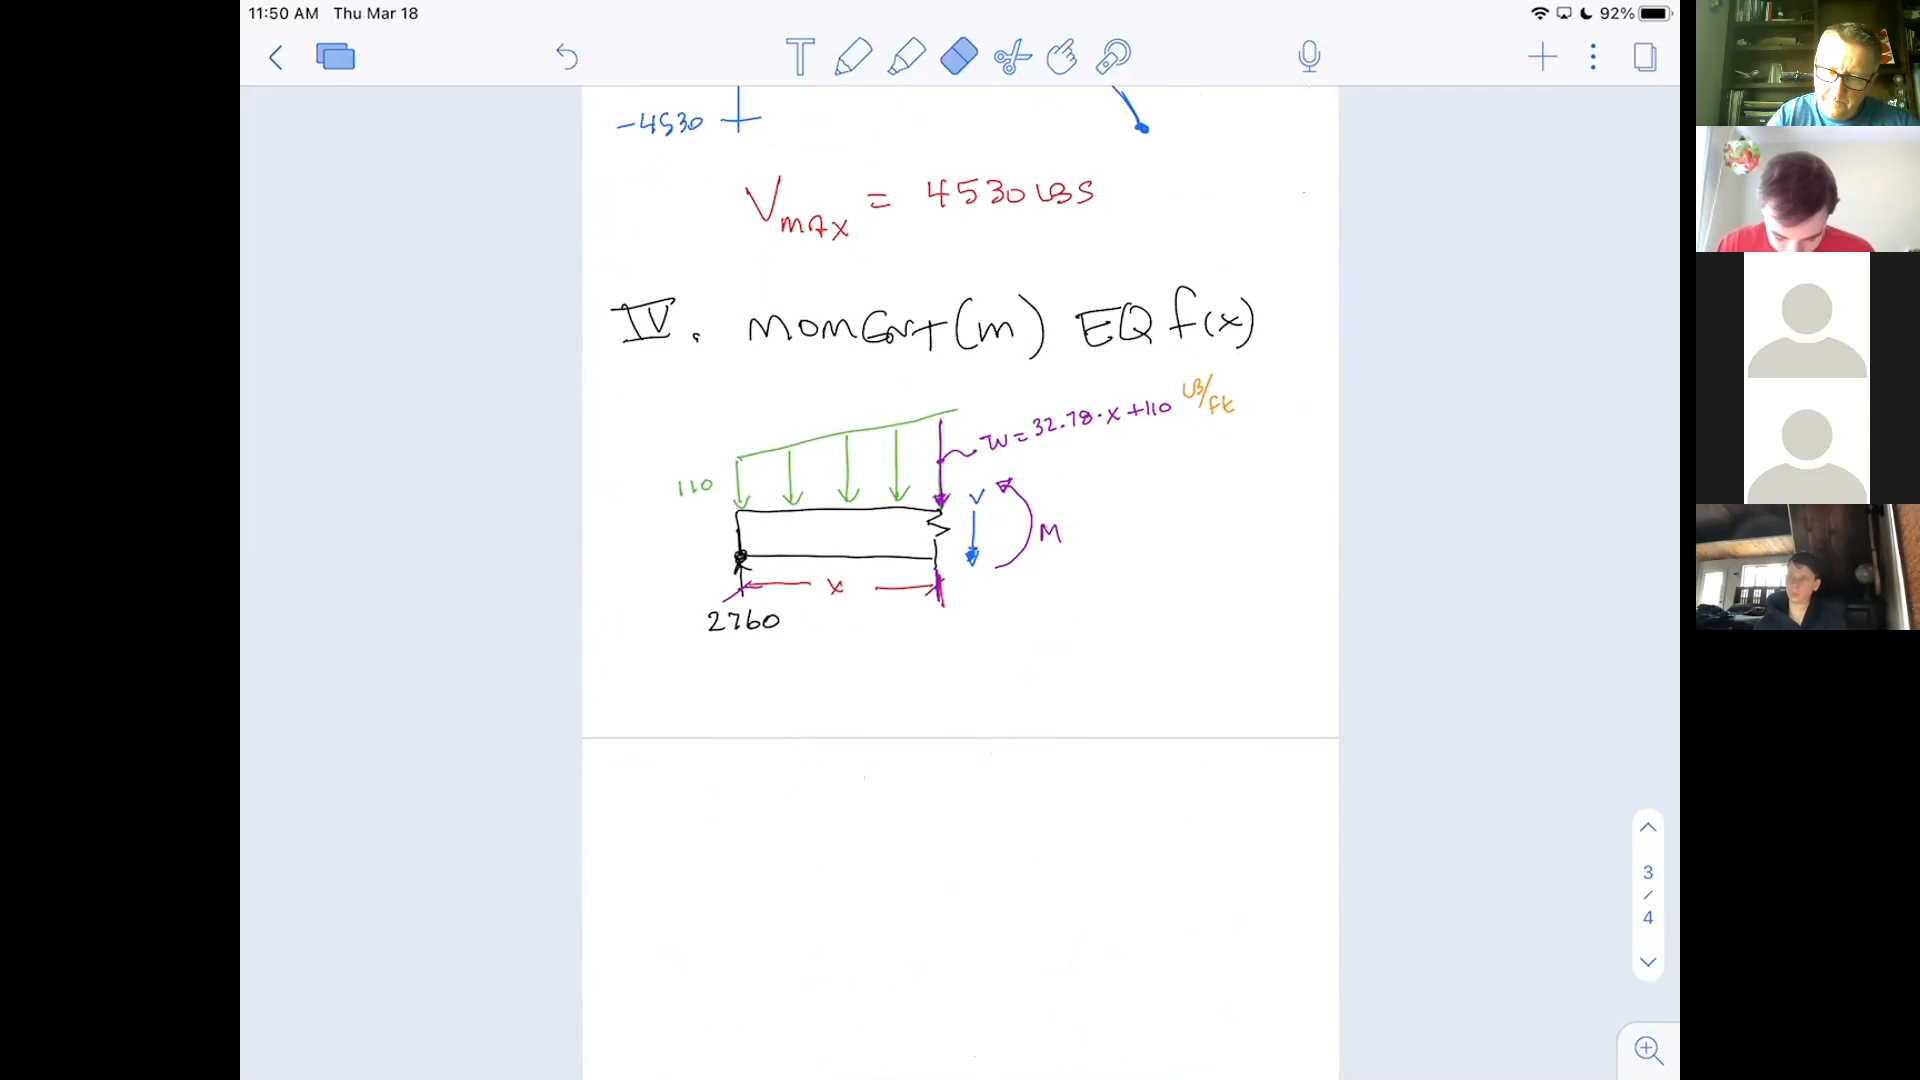 11:50 AM Thu Mar 18
92%
T
-4530
Vmax = 4530 LBS
IV. MOMENT (M) EQ f(x)
W = 32.78·x +110 LB/ft
110
V
M
x
2760
3
/
4